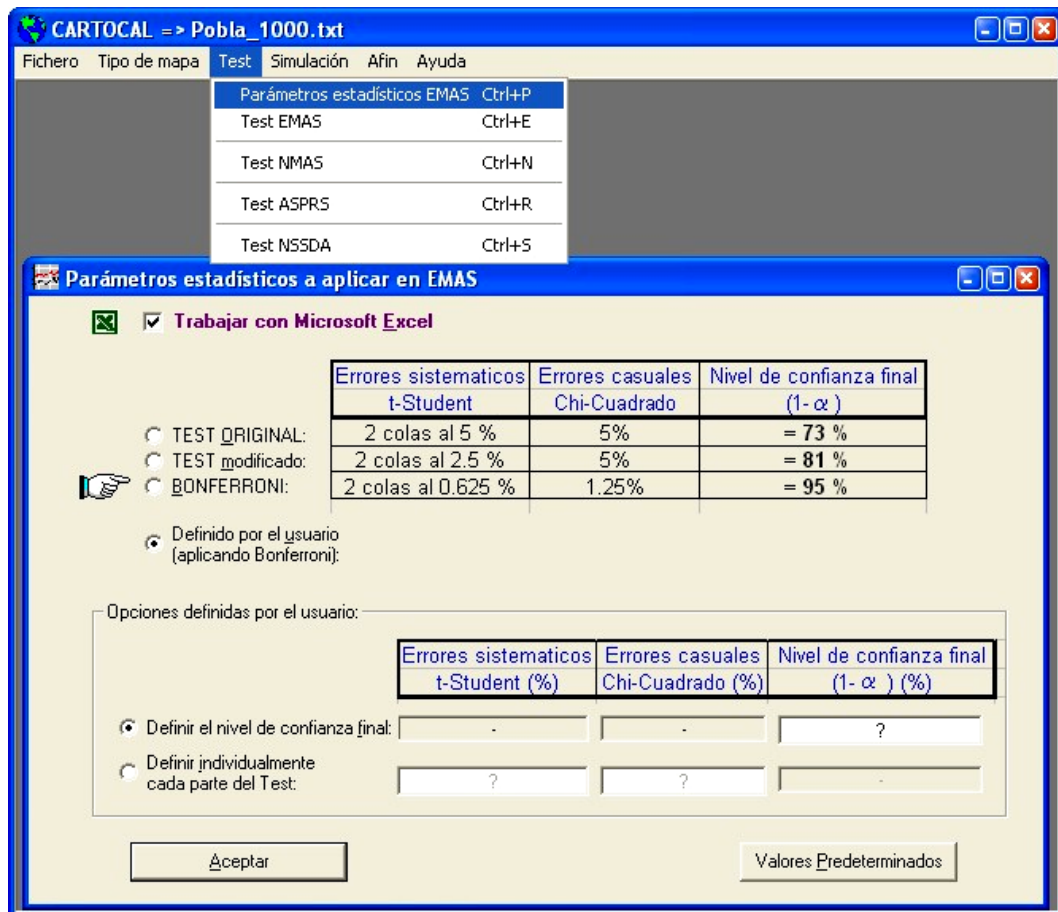 CARTOCAL => Pobla_1000.txt
Fichero Tipo de mapa Test Simulación Afin Ayuda
Parámetros estadísticos EMAS Ctrl+P
Test EMAS Ctrl+E
Test NMAS Ctrl+N
Test ASPRS Ctrl+R
Test NSSDA Ctrl+S
Parámetros estadísticos a aplicar en EMAS
Trabajar con Microsoft Excel
Errores sistematicos Errores casuales Nivel de confianza final
t-Student Chi-Cuadrado (1- α )
TEST ORIGINAL: 2 colas al 5 % 5% = 73 %
TEST modificado: 2 colas al 2.5 % 5% = 81 %
BONFERRONI: 2 colas al 0.625 % 1.25% = 95 %
Definido por el usuario
(aplicando Bonferroni):
Opciones definidas por el usuario:
Errores sistematicos Errores casuales Nivel de confianza final
t-Student (%) Chi-Cuadrado (%) (1- α ) (%)
Definir el nivel de confianza final: - - ?
Definir individualmente
cada parte del Test: ? ? -
Aceptar Valores Predeterminados